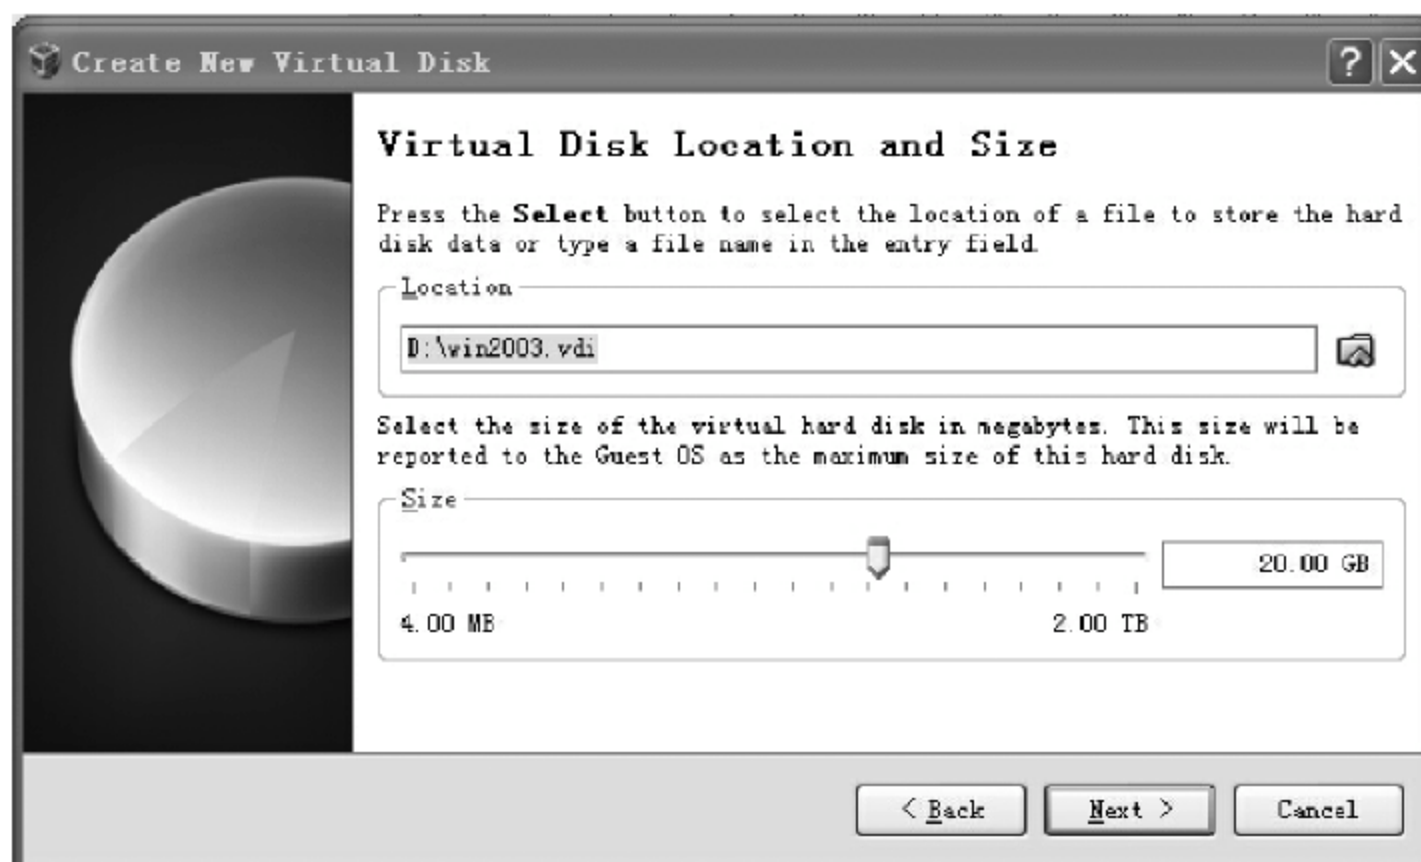 Create New Virtual Disk
?
Virtual Disk Location and Size
Press the Select button to select the location of a file to store the hard
disk data or type a file name in the entry field.
Location
D:\win2003.vdi
Select the size of the virtual hard disk in megabytes. This size will be
reported to the Guest OS as the maximum size of this hard disk.
Size
20.00 GB
4.00 MB 2.00 TB
< Back Next > Cancel